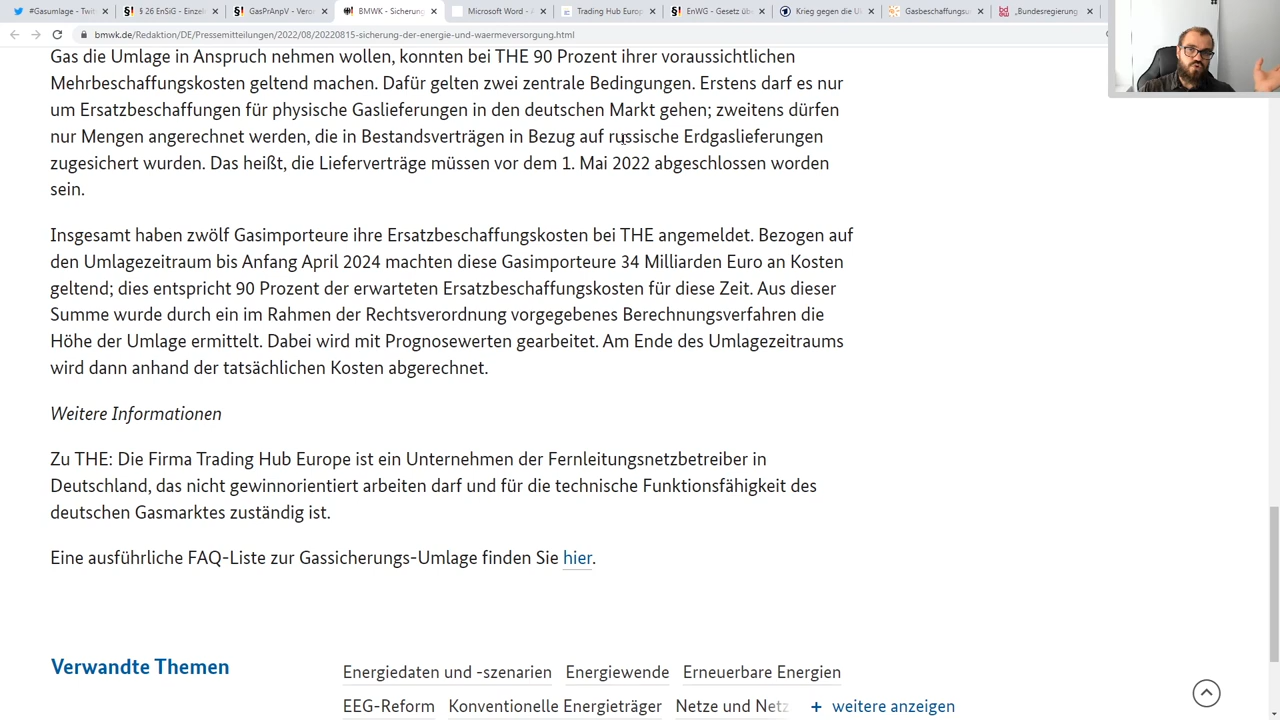 #Gasumlage - Twit
§ 26 EnSiG - Einzel
GasPrAnpV - Veror
BMWK - Sicherung
Microsoft Word - A
Trading Hub Europ
EnWG - Gesetz üb
Krieg gegen die Uk
Gasbeschaffungsu
„Bundesregierung
bmwk.de/Redaktion/DE/Pressemitteilungen/2022/08/20220815-sicherung-der-energie-und-waermeversorgung.html
Gas die Umlage in Anspruch nehmen wollen, konnten bei THE 90 Prozent ihrer voraussichtlichen
Mehrbeschaffungskosten geltend machen. Dafür gelten zwei zentrale Bedingungen. Erstens darf es nur
um Ersatzbeschaffungen für physische Gaslieferungen in den deutschen Markt gehen; zweitens dürfen
nur Mengen angerechnet werden, die in Bestandsverträgen in Bezug auf russische Erdgaslieferungen
zugesichert wurden. Das heißt, die Lieferverträge müssen vor dem 1. Mai 2022 abgeschlossen worden
sein.
Insgesamt haben zwölf Gasimporteure ihre Ersatzbeschaffungskosten bei THE angemeldet. Bezogen auf
den Umlagezeitraum bis Anfang April 2024 machten diese Gasimporteure 34 Milliarden Euro an Kosten
geltend; dies entspricht 90 Prozent der erwarteten Ersatzbeschaffungskosten für diese Zeit. Aus dieser
Summe wurde durch ein im Rahmen der Rechtsverordnung vorgegebenes Berechnungsverfahren die
Höhe der Umlage ermittelt. Dabei wird mit Prognosewerten gearbeitet. Am Ende des Umlagezeitraums
wird dann anhand der tatsächlichen Kosten abgerechnet.
Weitere Informationen
Zu THE: Die Firma Trading Hub Europe ist ein Unternehmen der Fernleitungsnetzbetreiber in
Deutschland, das nicht gewinnorientiert arbeiten darf und für die technische Funktionsfähigkeit des
deutschen Gasmarktes zuständig ist.
Eine ausführliche FAQ-Liste zur Gassicherungs-Umlage finden Sie hier.
Verwandte Themen
Energiedaten und -szenarien Energiewende Erneuerbare Energien
EEG-Reform Konventionelle Energieträger Netze und Netz + weitere anzeigen